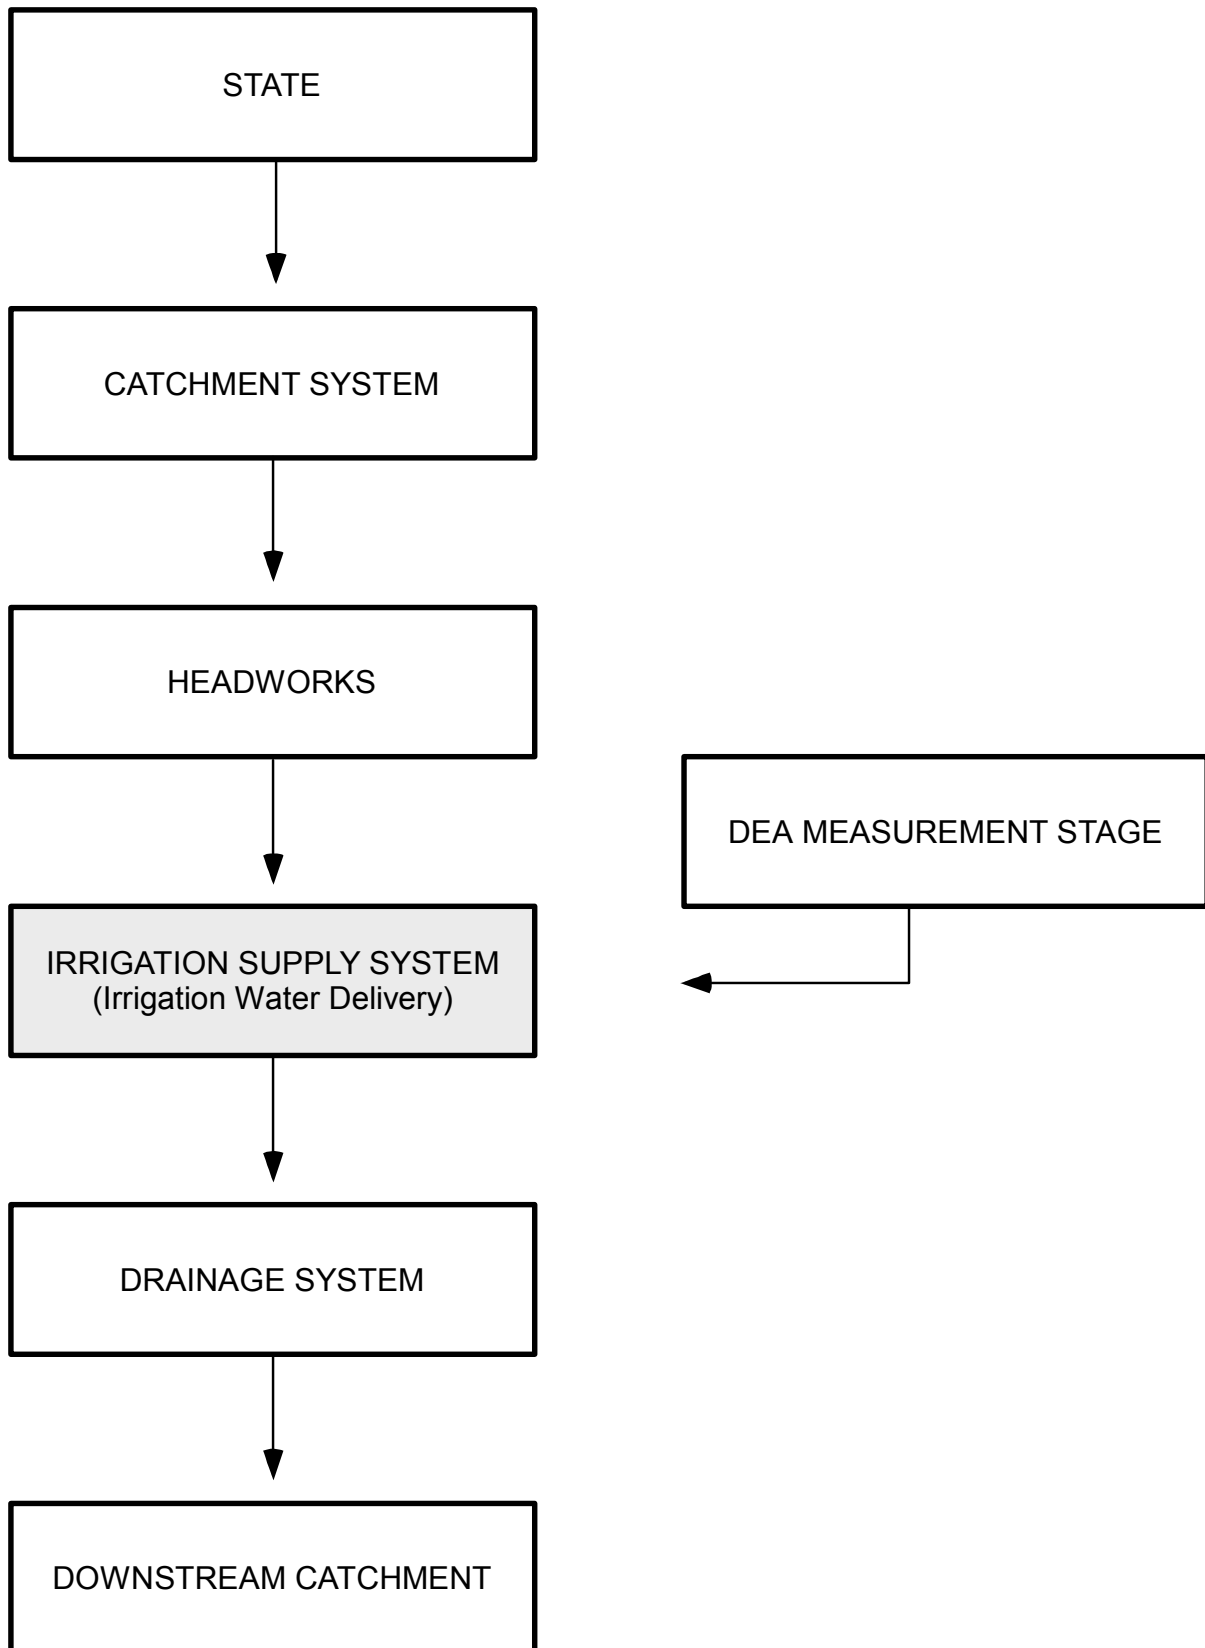 STATE
CATCHMENT SYSTEM
HEADWORKS
DEA MEASUREMENT STAGE
IRRIGATION SUPPLY SYSTEM
(Irrigation Water Delivery)
DRAINAGE SYSTEM
DOWNSTREAM CATCHMENT